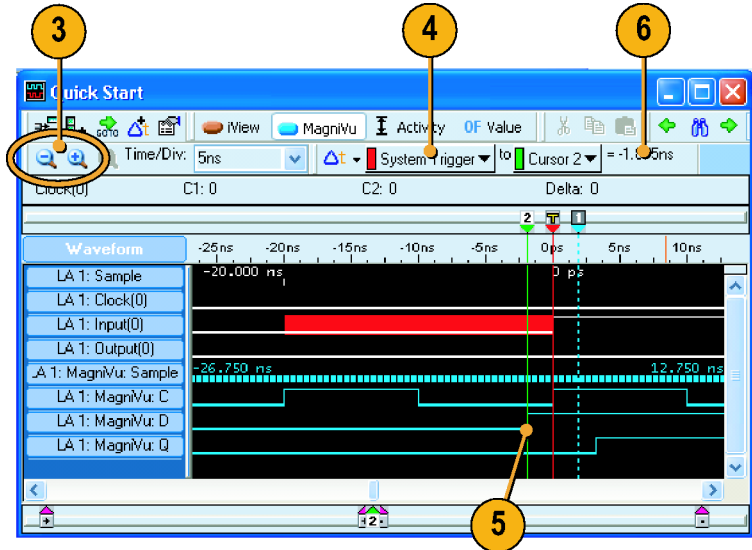 3 4 6
Quick Start
GOTO iView MagniVu Activity OF Value
Time/Div: 5ns Δt System Trigger to Cursor 2 = ns
Clock(0) C1: 0 C2: 0 Delta: 0
2 T 1
Waveform -25ns -20ns -15ns -10ns -5ns 0ps 5ns 10ns
LA 1: Sample -20.000 ns 0 ps
LA 1: Clock(0)
LA 1: Input(0)
LA 1: Output(0)
LA 1: MagniVu: Sample -26.750 ns 12.750 ns
LA 1: MagniVu: C
LA 1: MagniVu: D
LA 1: MagniVu: Q
2
5